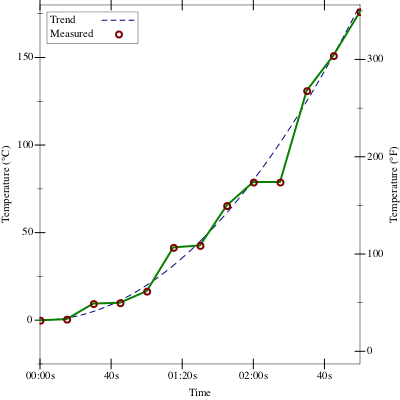 Trend
Measured
150
100
50
0
Temperature (°C)
300
200
100
0
Temperature (°F)
00:00s 40s 01:20s 02:00s 40s
Time